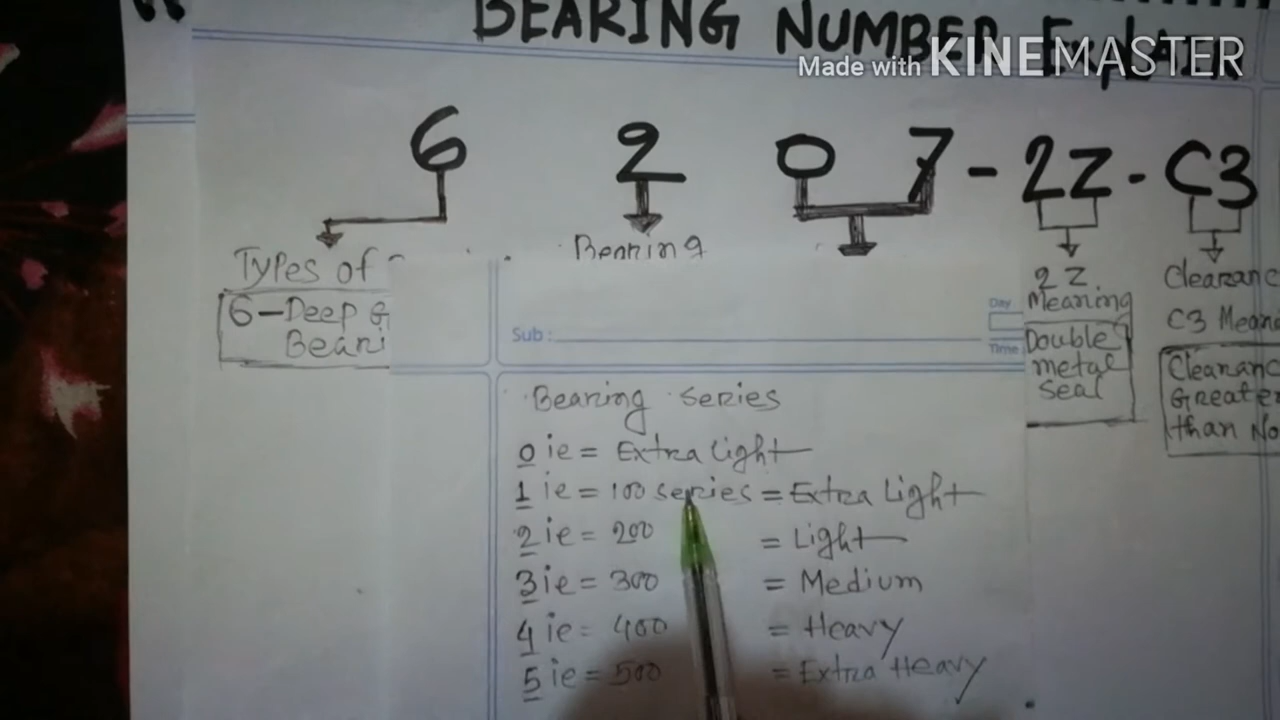 BEARING NUMBER Explain
Made with KINEMASTER
6 2 0 7 - 2Z - C3
Types of
6-Deep G
Beari
Bearing
2Z
Meaning
Double
metal
seal
Clearanc
C3 Meani
Clearanc
Greater
than No
Sub :
Day
Time
Bearing series
0 ie = Extra light
1 ie = 100 series = Extra Light
2 ie = 200 = Light
3 ie = 300 = Medium
4 ie = 400 = Heavy
5 ie = 500 = Extra Heavy